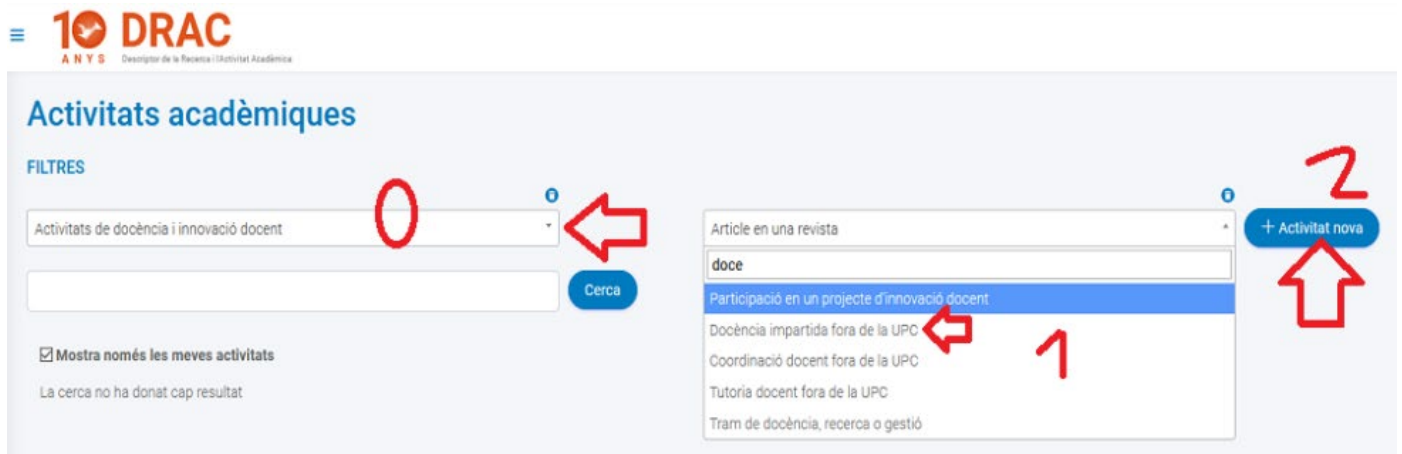 10 DRAC
ANYS
Descriptor de la Recerca i l'Activitat Acadèmica
Activitats acadèmiques
FILTRES
0
2
Activitats de docència i innovació docent
Article en una revista
+ Activitat nova
doce
Cerca
Participació en un projecte d'innovació docent
Docència impartida fora de la UPC
1
Mostra només les meves activitats
Coordinació docent fora de la UPC
La cerca no ha donat cap resultat
Tutoria docent fora de la UPC
Tram de docència, recerca o gestió